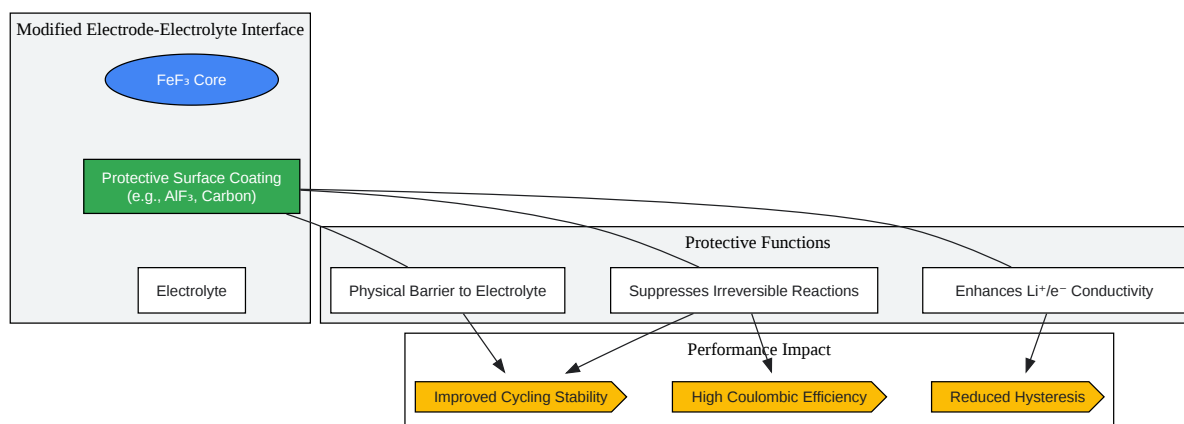 Modified Electrode-Electrolyte Interface
FeF₃ Core
Protective Surface Coating
(e.g., AlF₃, Carbon)
Electrolyte
Protective Functions
Physical Barrier to Electrolyte
Suppresses Irreversible Reactions
Enhances Li⁺/e⁻ Conductivity
Performance Impact
Improved Cycling Stability
High Coulombic Efficiency
Reduced Hysteresis